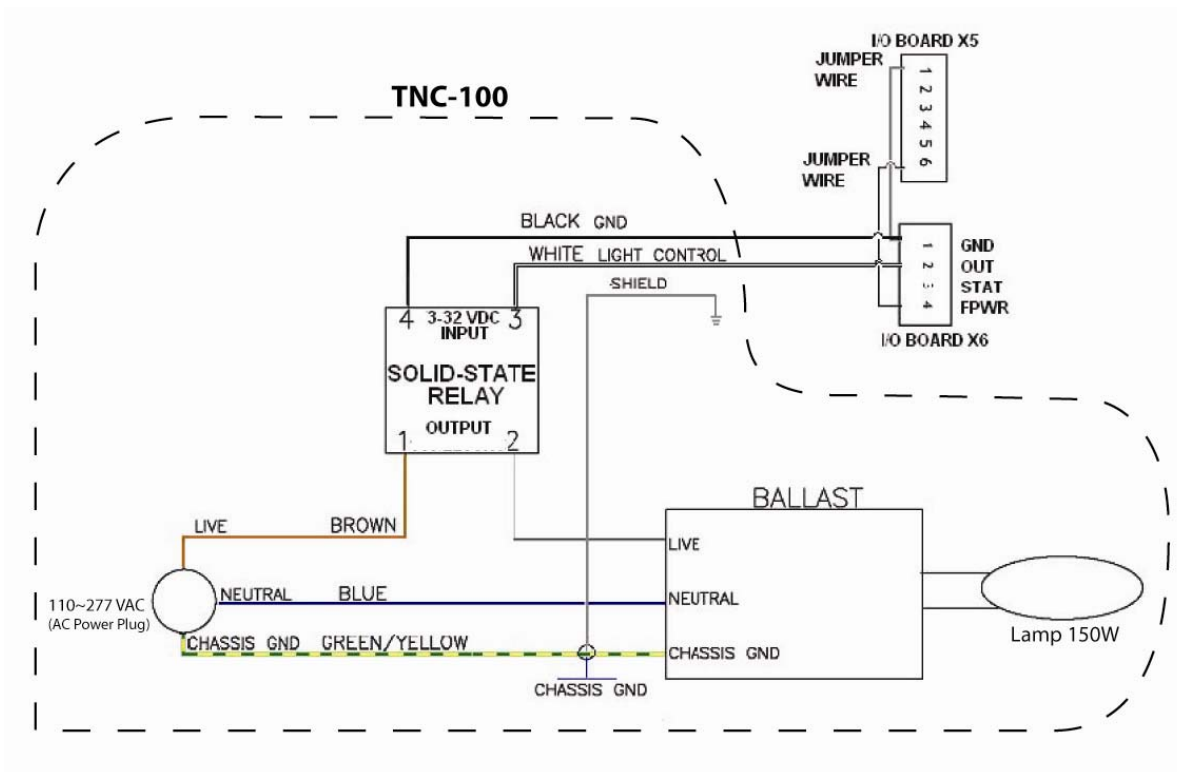 I/O BOARD X5
JUMPER
WIRE
1
2
3
4
5
6
TNC-100
JUMPER
WIRE
BLACK GND
WHITE LIGHT CONTROL
1 GND
2 OUT
3 STAT
4 FPWR
I/O BOARD X6
SHIELD
4 3-32 VDC 3
INPUT
SOLID-STATE
RELAY
OUTPUT
1 2
BALLAST
LIVE BROWN
LIVE
110~277 VAC
(AC Power Plug)
NEUTRAL BLUE
NEUTRAL
Lamp 150W
CHASSIS GND GREEN/YELLOW
CHASSIS GND
CHASSIS GND